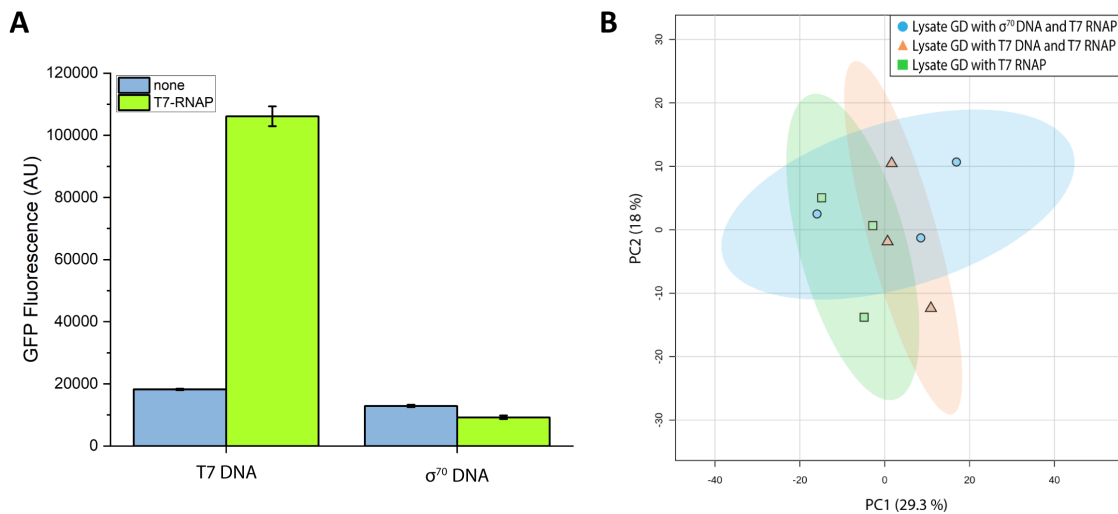 A
120000
100000
80000
60000
40000
20000
0
GFP Fluorescence (AU)
none
T7-RNAP
T7 DNA
σ⁷⁰ DNA
B
Lysate GD with σ⁷⁰ DNA and T7 RNAP
Lysate GD with T7 DNA and T7 RNAP
Lysate GD with T7 RNAP
30
20
10
0
-10
-20
-30
PC2 (18 %)
-40
-20
0
20
40
PC1 (29.3 %)